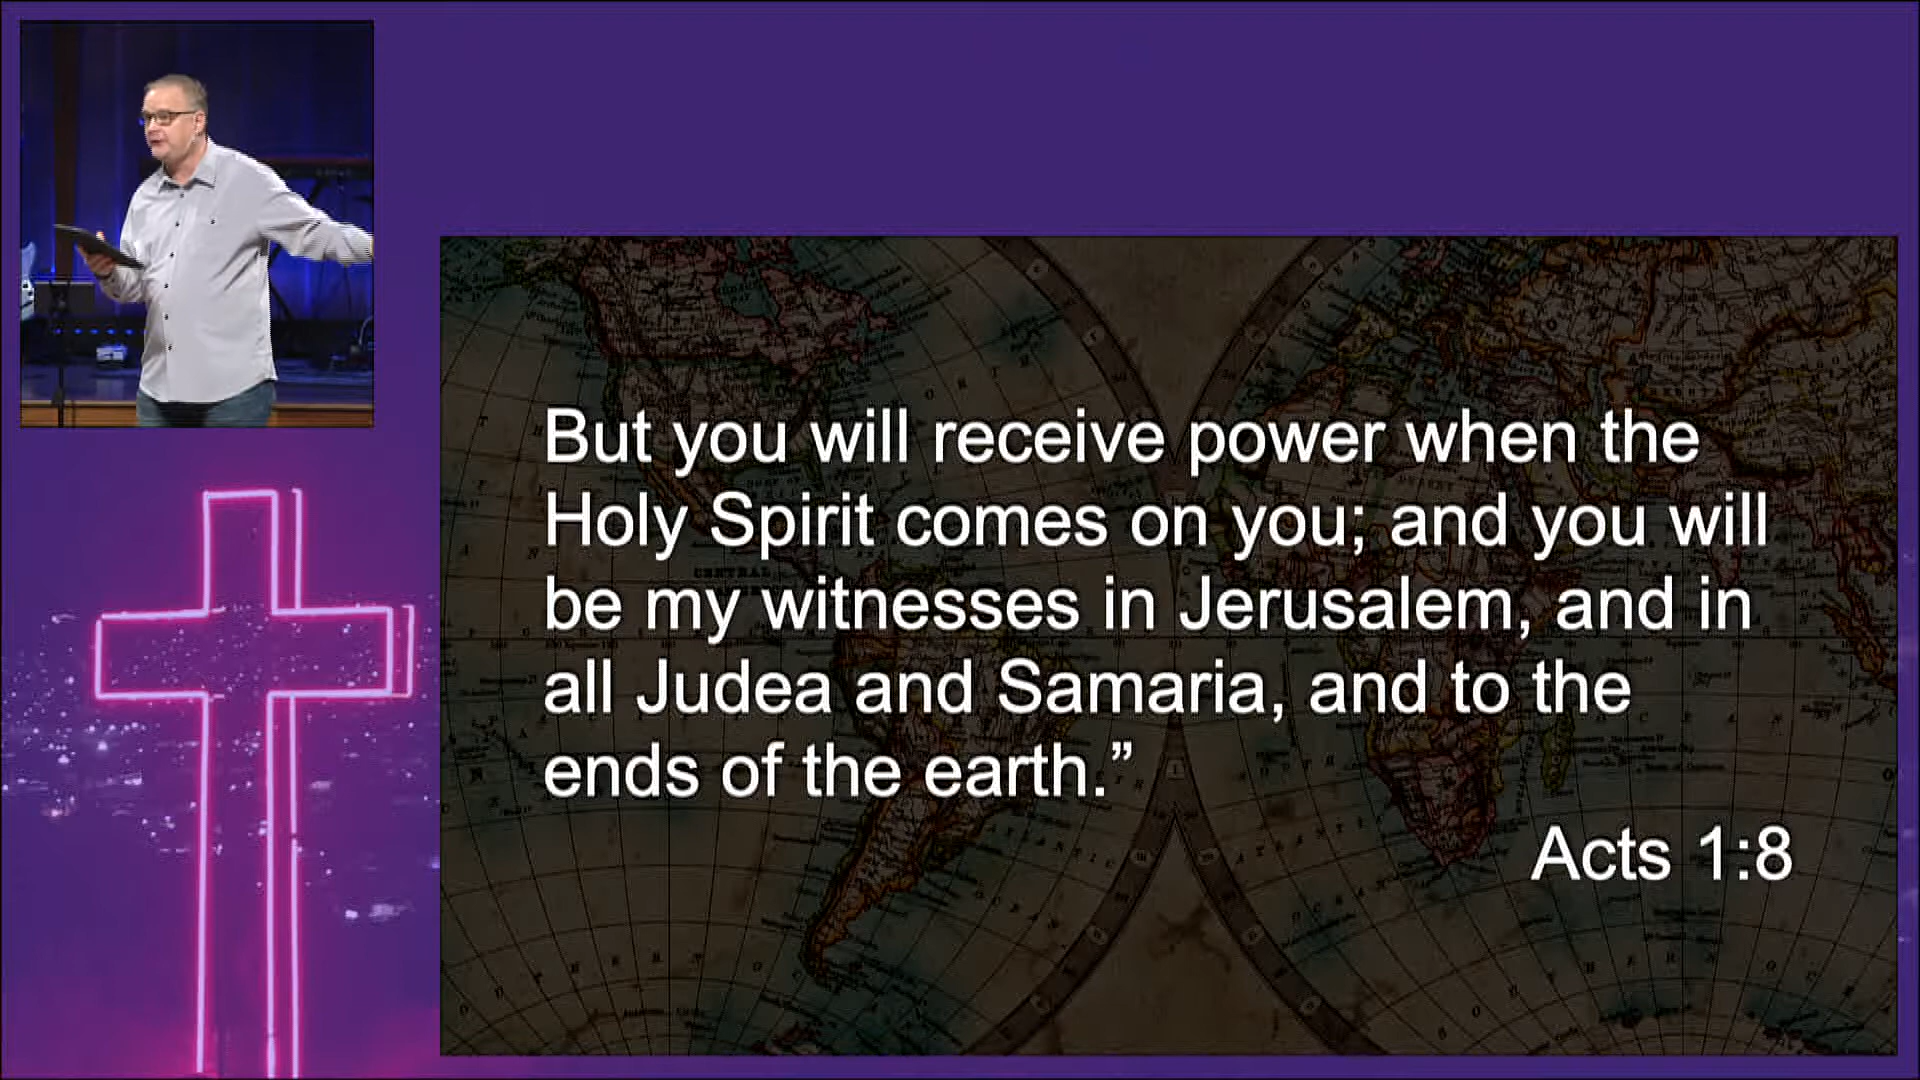 But you will receive power when the
Holy Spirit comes on you; and you will
be my witnesses in Jerusalem, and in
all Judea and Samaria, and to the
ends of the earth.”
Acts 1:8